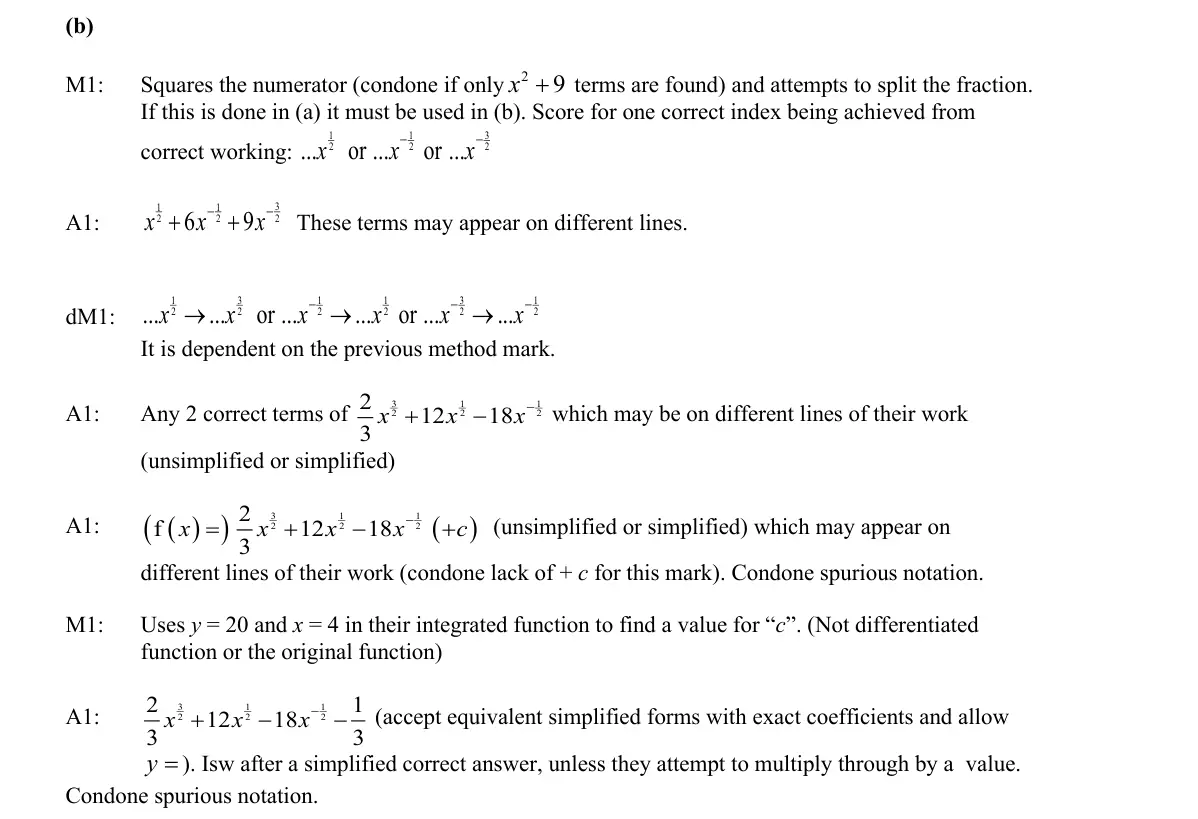 (b)
M1: Squares the numerator (condone if only x² + 9 terms are found) and attempts to split the fraction.
If this is done in (a) it must be used in (b). Score for one correct index being achieved from
correct working: ...x^{1/2} or ...x^{-1/2} or ...x^{-3/2}
A1: x^{1/2} + 6x^{-1/2} + 9x^{-3/2} These terms may appear on different lines.
dM1: ...x^{1/2} → ...x^{3/2} or ...x^{-1/2} → ...x^{1/2} or ...x^{-3/2} → ...x^{-1/2}
It is dependent on the previous method mark.
A1: Any 2 correct terms of 2/3 x^{3/2} + 12x^{1/2} − 18x^{-1/2} which may be on different lines of their work
(unsimplified or simplified)
A1: (f(x) =) 2/3 x^{3/2} + 12x^{1/2} − 18x^{-1/2} (+c) (unsimplified or simplified) which may appear on
different lines of their work (condone lack of + c for this mark). Condone spurious notation.
M1: Uses y = 20 and x = 4 in their integrated function to find a value for “c”. (Not differentiated
function or the original function)
A1: 2/3 x^{3/2} + 12x^{1/2} − 18x^{-1/2} − 1/3 (accept equivalent simplified forms with exact coefficients and allow
y = ). Isw after a simplified correct answer, unless they attempt to multiply through by a value.
Condone spurious notation.